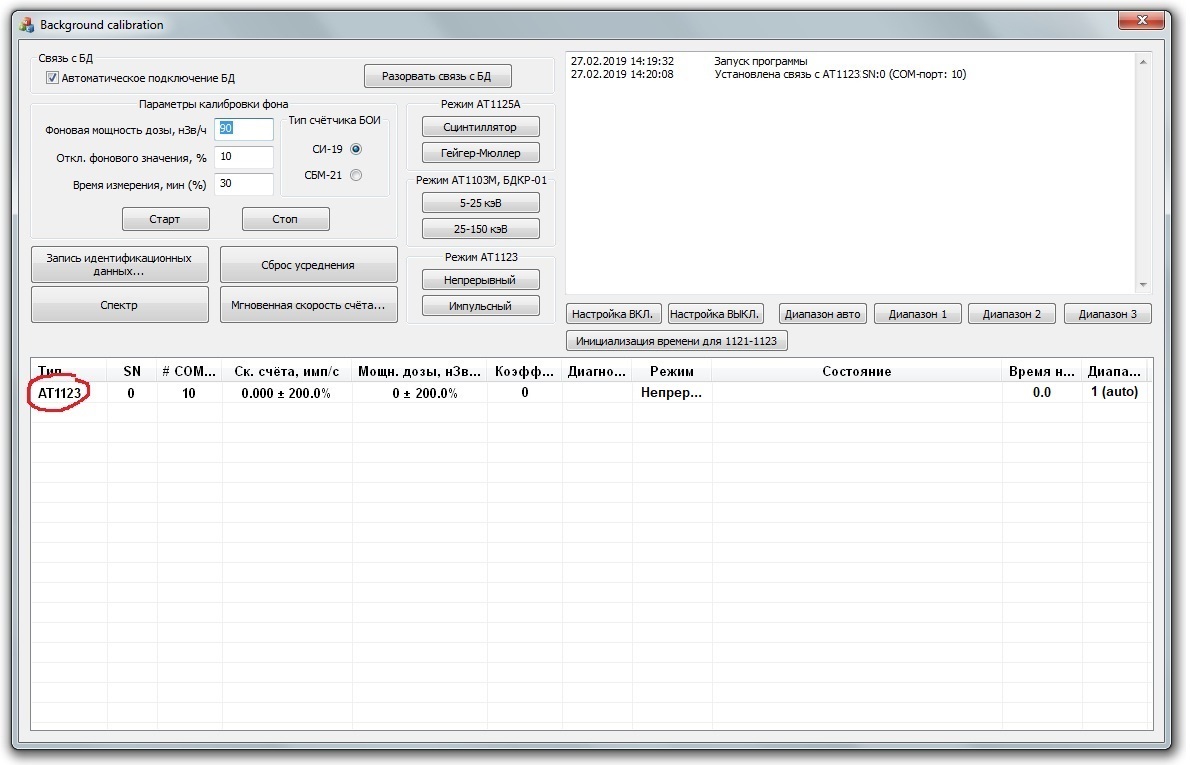 Background calibration
Связь с БД
Автоматическое подключение БД
Разорвать связь с БД
Параметры калибровки фона
Фоновая мощность дозы, нЗв/ч
90
Откл. фонового значения, %
10
Время измерения, мин (%)
30
Тип счётчика БОИ
СИ-19
СБМ-21
Старт
Стоп
Режим АТ1125А
Сцинтиллятор
Гейгер-Мюллер
Режим АТ1103М, БДКР-01
5-25 кэВ
25-150 кэВ
Режим АТ1123
Непрерывный
Импульсный
Запись идентификационных
данных...
Сброс усреднения
Спектр
Мгновенная скорость счёта...
27.02.2019 14:19:32 Запуск программы
27.02.2019 14:20:08 Установлена связь с AT1123 SN:0 (COM-порт: 10)
Настройка ВКЛ. Настройка ВЫКЛ. Диапазон авто Диапазон 1 Диапазон 2 Диапазон 3
Инициализация времени для 1121-1123
Тип SN # COM... Ск. счёта, имп/с Мощн. дозы, нЗв... Коэфф... Диагно... Режим Состояние Время н... Диапа...
AT1123 0 10 0.000 ± 200.0% 0 ± 200.0% 0 Непрер... 0.0 1 (auto)